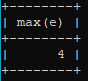 +--------+
| max(e) |
+--------+
|      4 |
+--------+